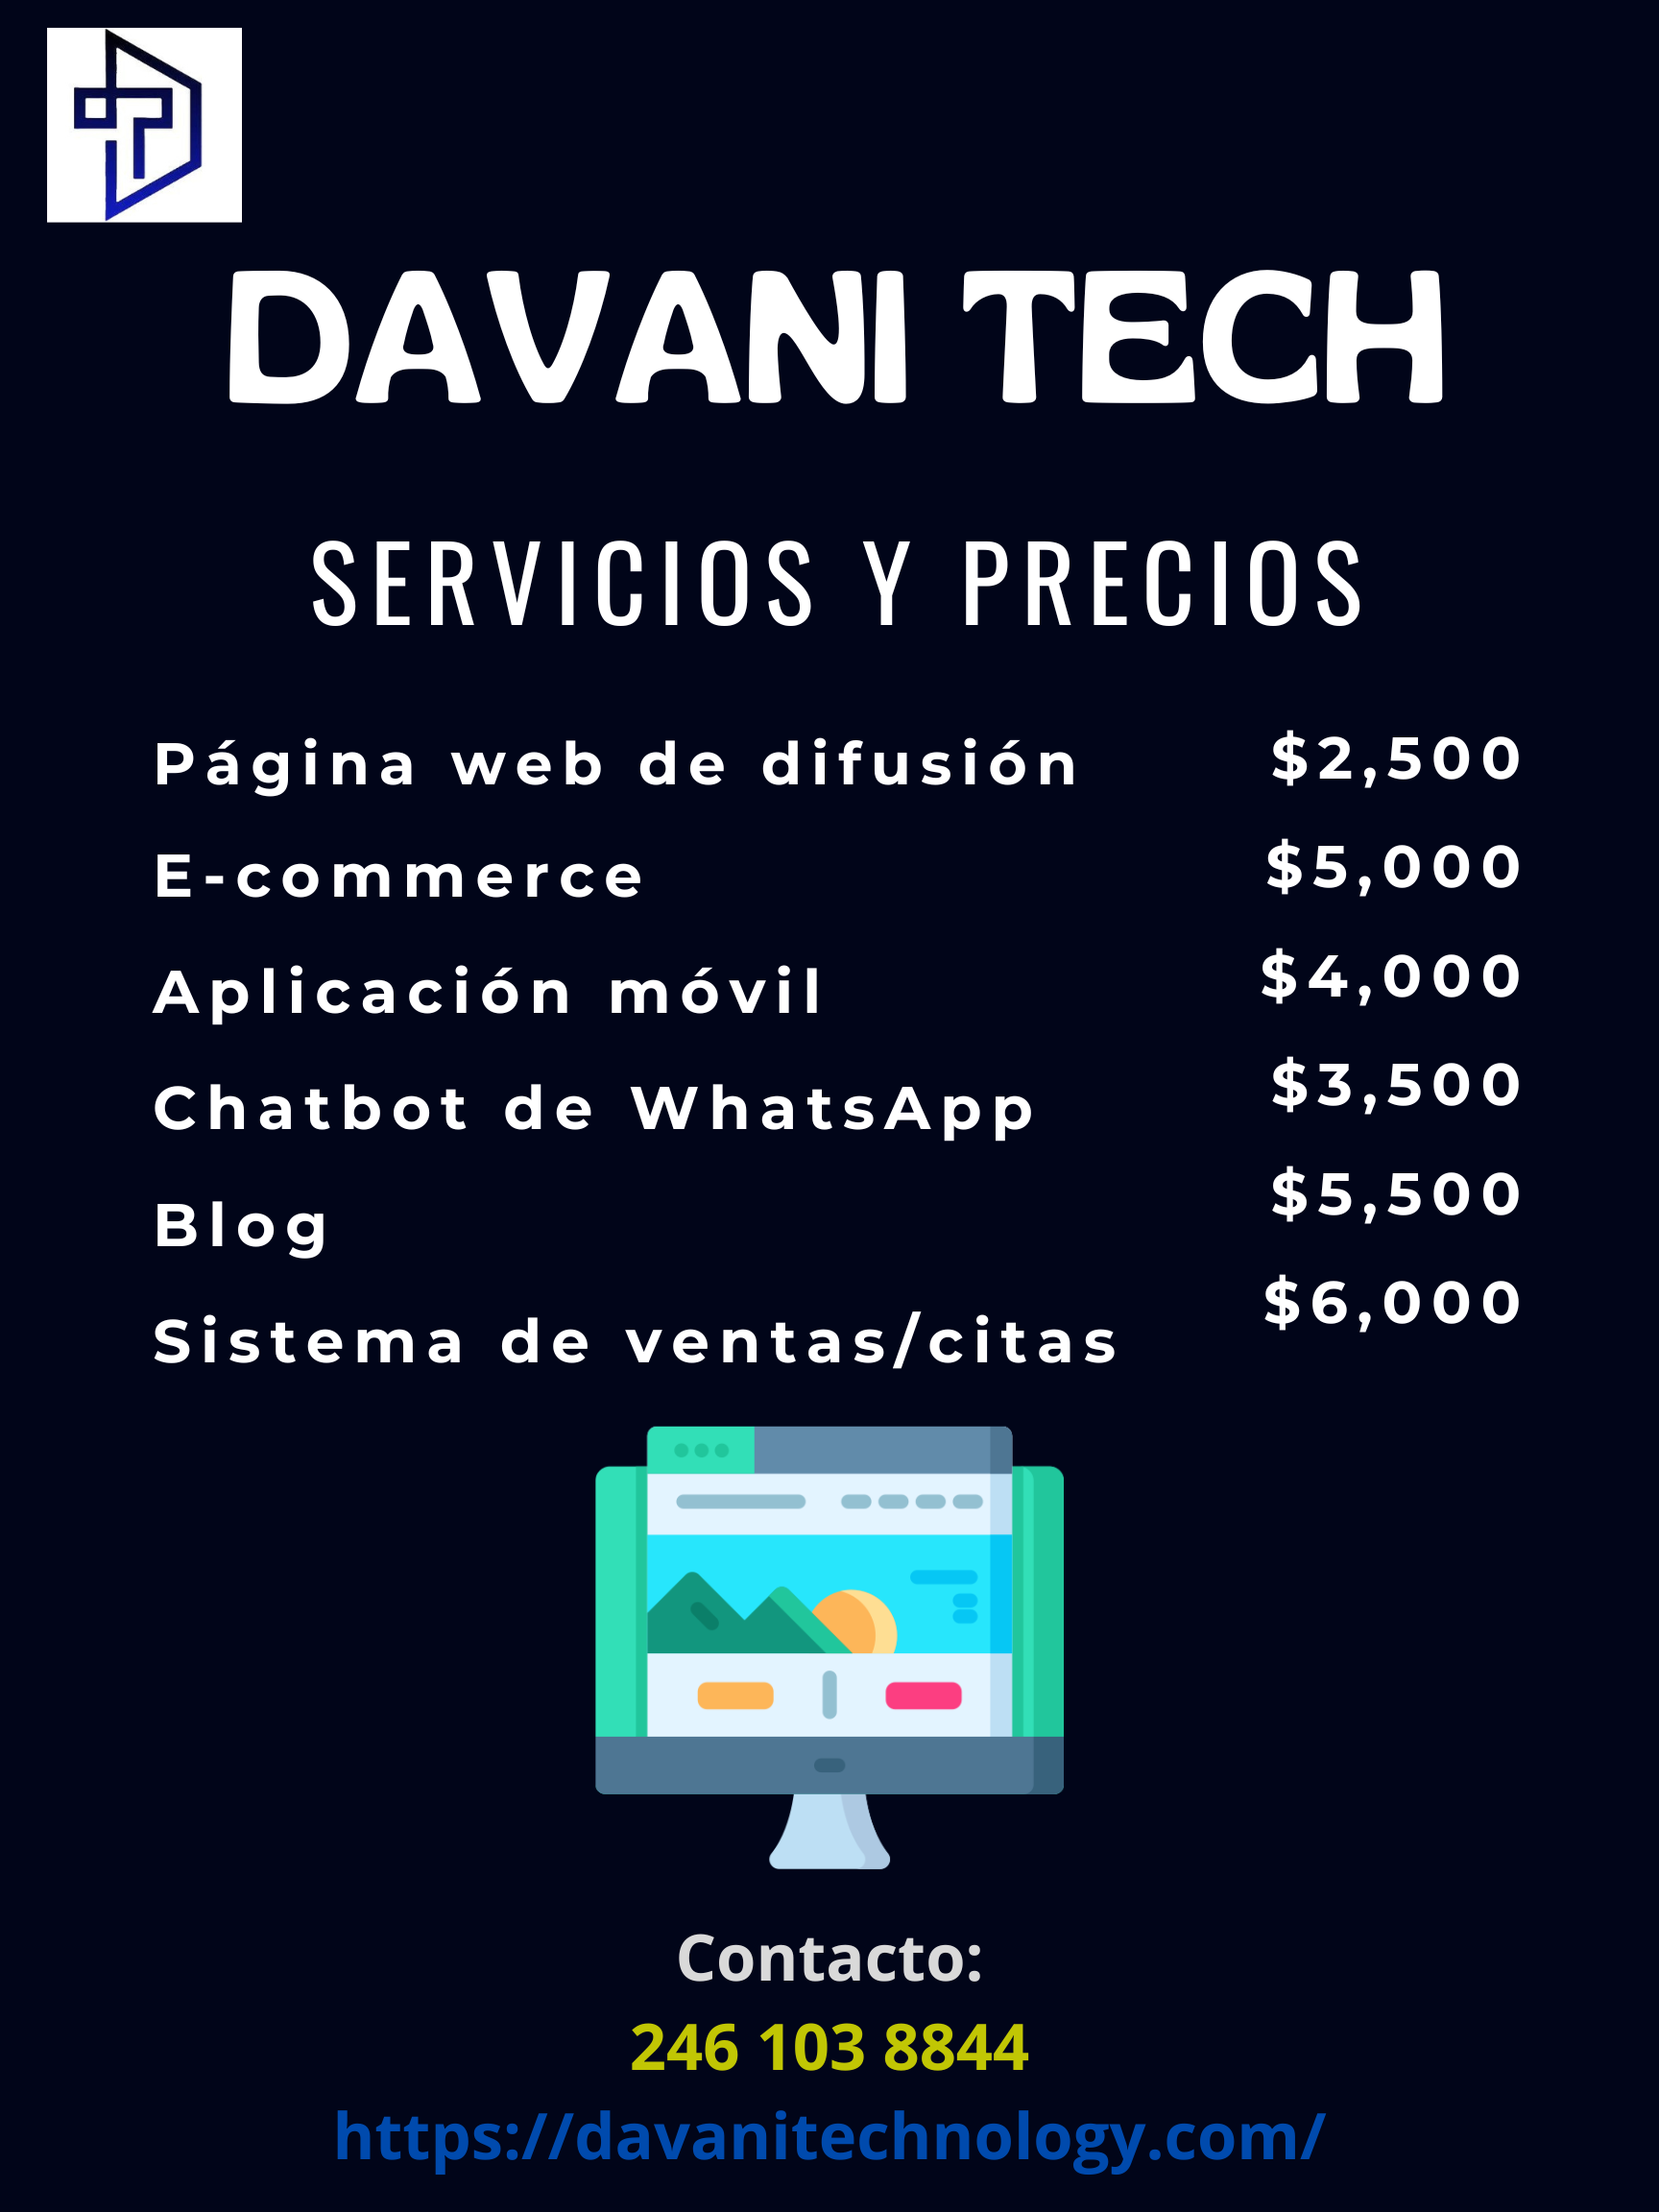 DAVANI TECH
SERVICIOS Y PRECIOS
Página web de difusión $2,500
E-commerce $5,000
Aplicación móvil $4,000
Chatbot de WhatsApp $3,500
Blog $5,500
Sistema de ventas/citas $6,000
Contacto:
246 103 8844
https://davanitechnology.com/